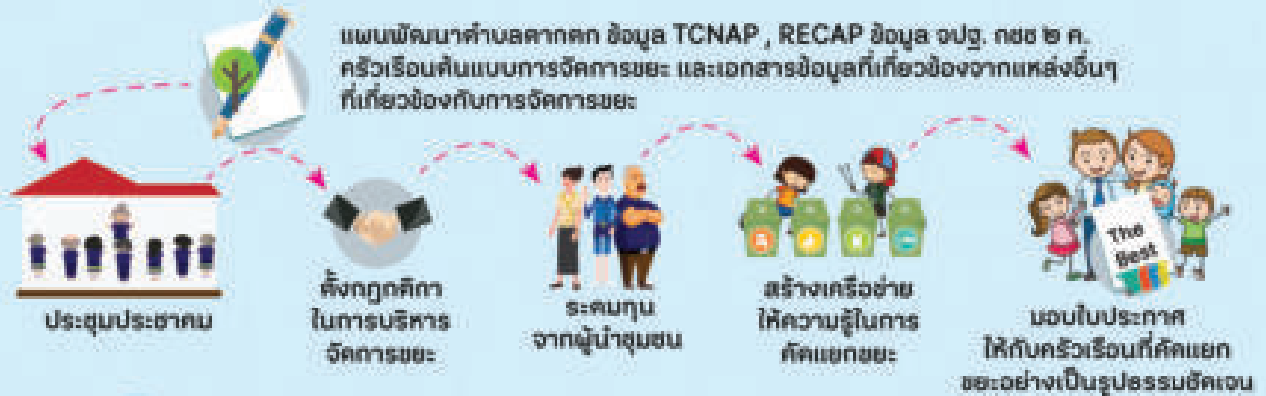 แผนพัฒนาตำบลตากตก ข้อมูล TCNAP , RECAP ข้อมูล จปฐ. กชช ๒ ค.
ครัวเรือนต้นแบบการจัดการขยะ และเอกสารข้อมูลที่เกี่ยวข้องจากแหล่งอื่นๆ
ที่เกี่ยวข้องกับการจัดการขยะ
ประชุมประชาคม
ตั้งกฎกติกา
ในการบริหาร
จัดการขยะ
ระดมทุน
จากผู้นำชุมชน
สร้างเครือข่าย
ให้ความรู้ในการ
คัดแยกขยะ
The
Best
มอบใบประกาศ
ให้กับครัวเรือนที่คัดแยก
ขยะอย่างเป็นรูปธรรมชัดเจน